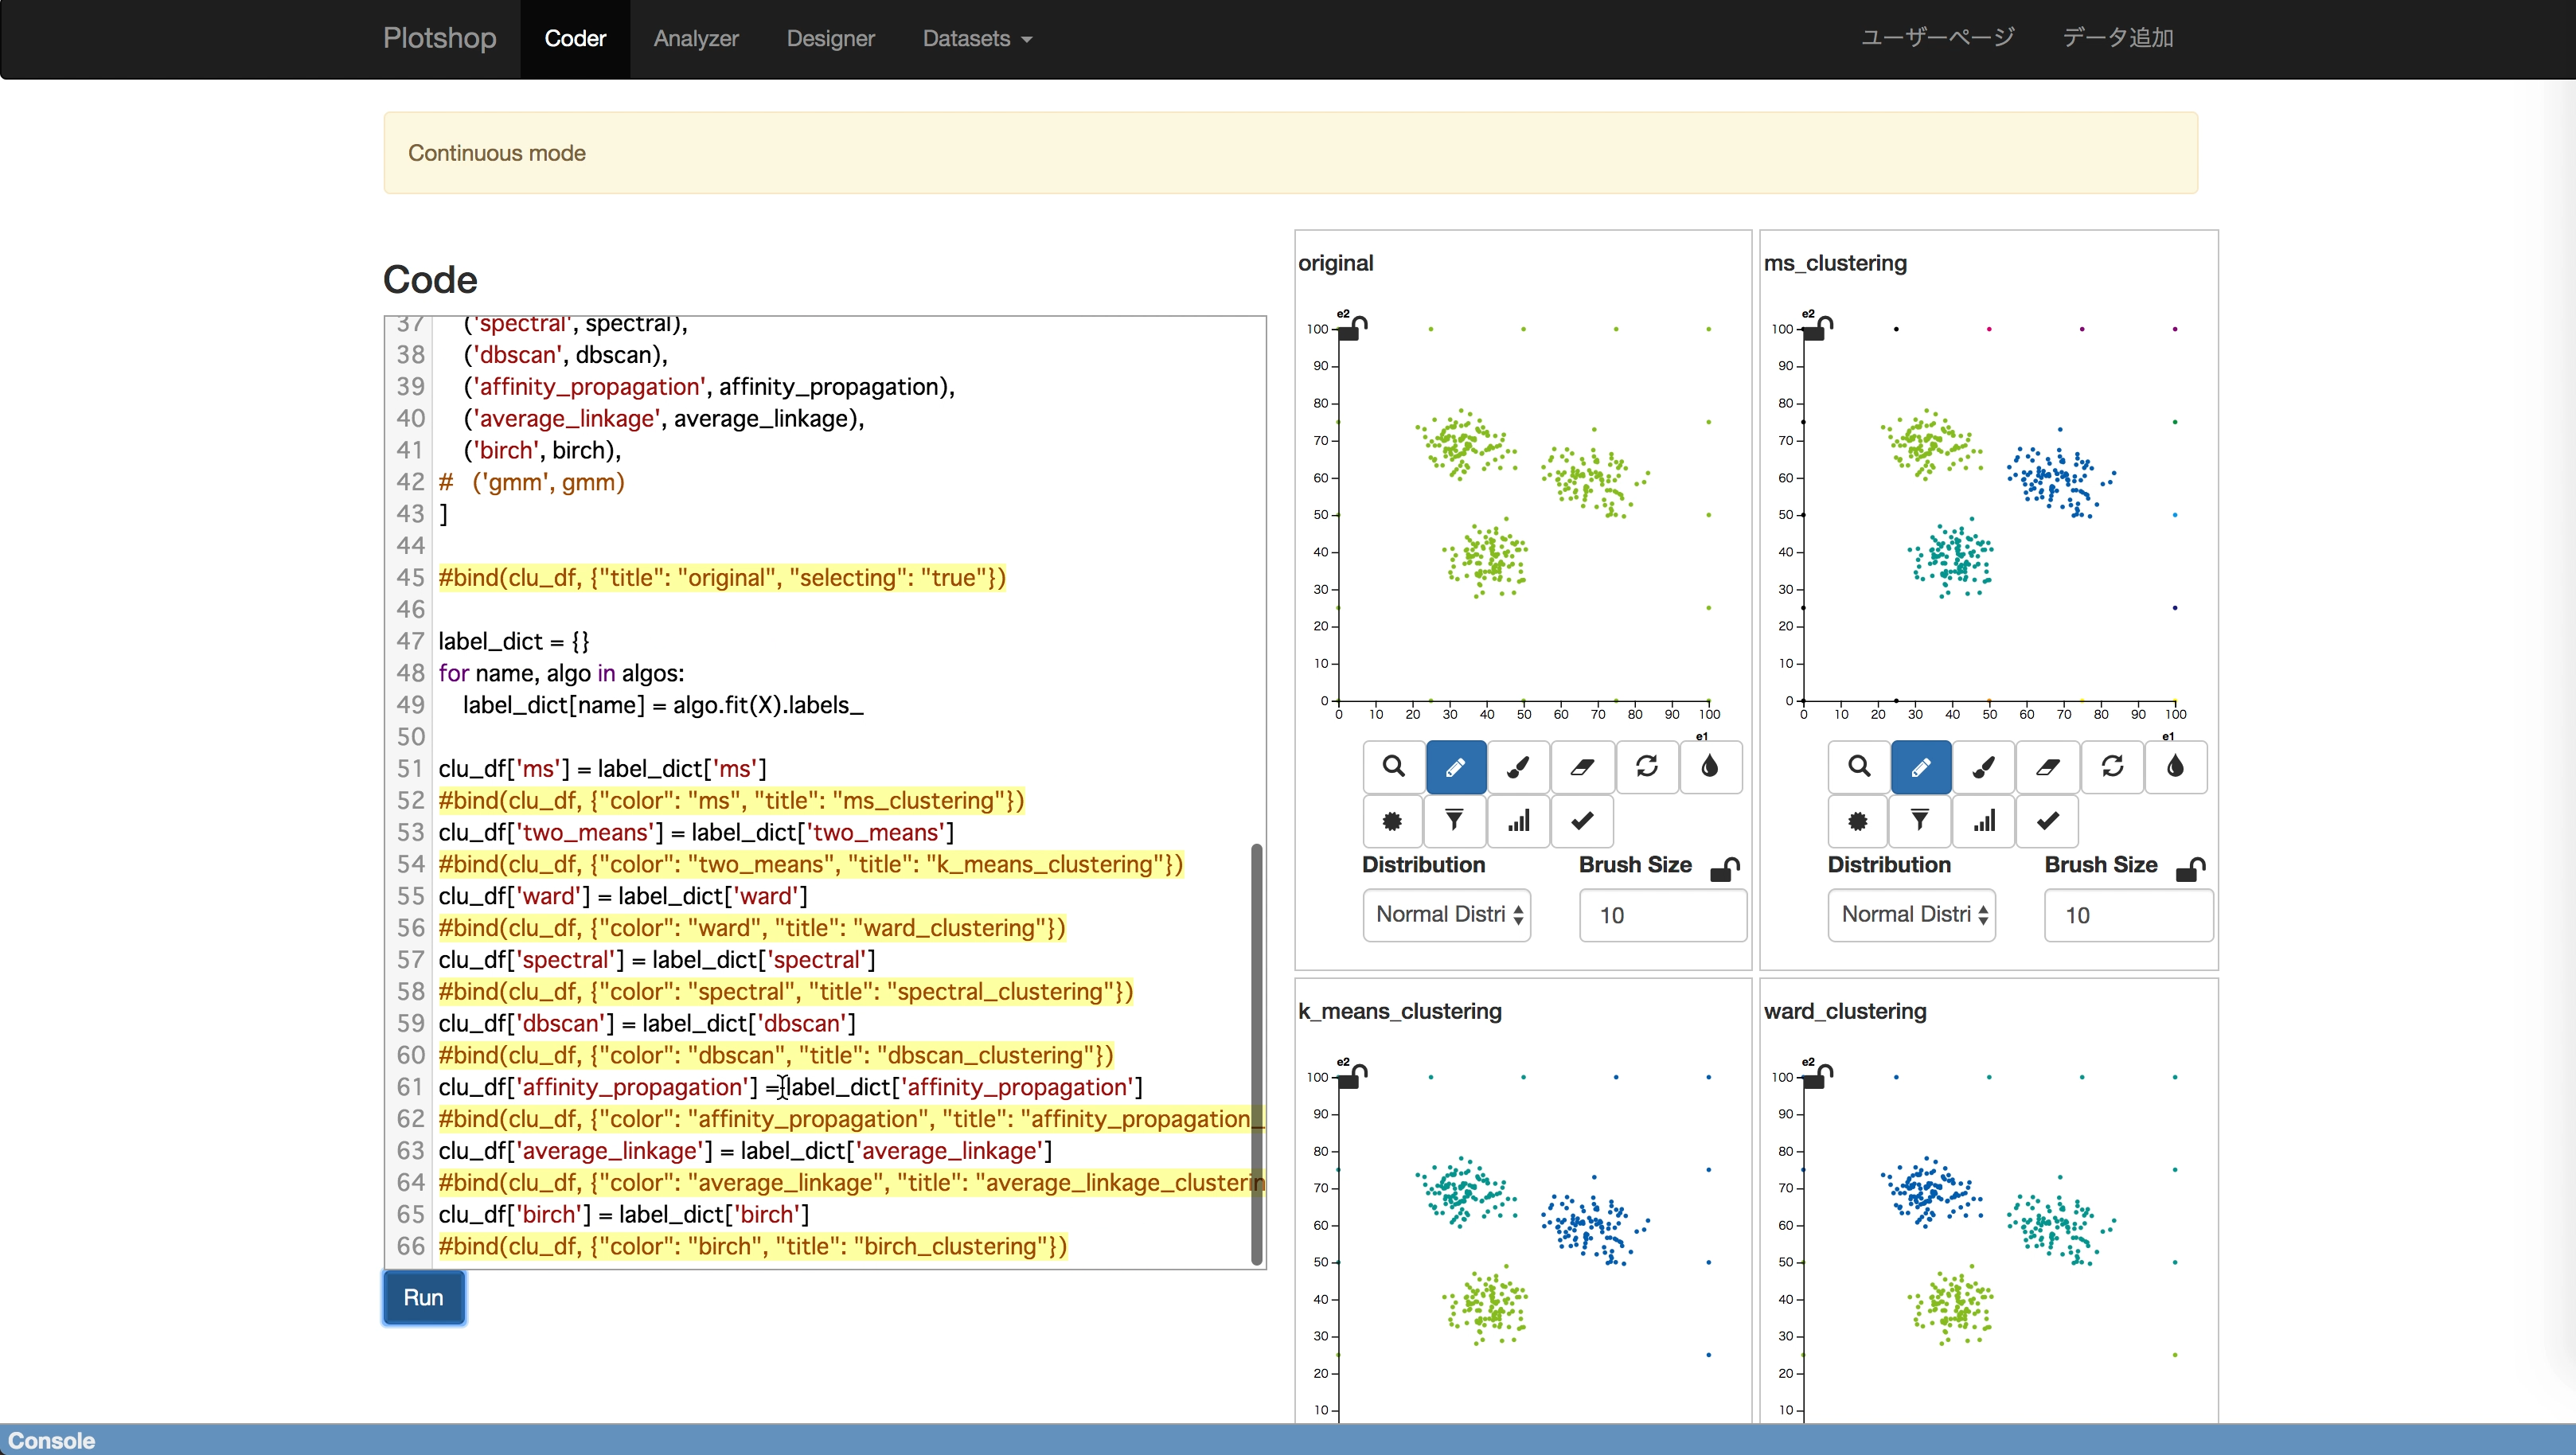 Plotshop Coder Analyzer Designer Datasets ユーザーページ データ追加
Continuous mode
Code
37 ('spectral', spectral),
38 ('dbscan', dbscan),
39 ('affinity_propagation', affinity_propagation),
40 ('average_linkage', average_linkage),
41 ('birch', birch),
42 # ('gmm', gmm)
43 ]
44
45 #bind(clu_df, {"title": "original", "selecting": "true"})
46
47 label_dict = {}
48 for name, algo in algos:
49 label_dict[name] = algo.fit(X).labels_
50
51 clu_df['ms'] = label_dict['ms']
52 #bind(clu_df, {"color": "ms", "title": "ms_clustering"})
53 clu_df['two_means'] = label_dict['two_means']
54 #bind(clu_df, {"color": "two_means", "title": "k_means_clustering"})
55 clu_df['ward'] = label_dict['ward']
56 #bind(clu_df, {"color": "ward", "title": "ward_clustering"})
57 clu_df['spectral'] = label_dict['spectral']
58 #bind(clu_df, {"color": "spectral", "title": "spectral_clustering"})
59 clu_df['dbscan'] = label_dict['dbscan']
60 #bind(clu_df, {"color": "dbscan", "title": "dbscan_clustering"})
61 clu_df['affinity_propagation'] = label_dict['affinity_propagation']
62 #bind(clu_df, {"color": "affinity_propagation", "title": "affinity_propagation_
63 clu_df['average_linkage'] = label_dict['average_linkage']
64 #bind(clu_df, {"color": "average_linkage", "title": "average_linkage_clusterin
65 clu_df['birch'] = label_dict['birch']
66 #bind(clu_df, {"color": "birch", "title": "birch_clustering"})
Run
original
e2
100
90
80
70
60
50
40
30
20
10
0
0 10 20 30 40 50 60 70 80 90 100
e1
Distribution Brush Size
Normal Distri 10
ms_clustering
e2
100
90
80
70
60
50
40
30
20
10
0
0 10 20 30 40 50 60 70 80 90 100
e1
Distribution Brush Size
Normal Distri 10
k_means_clustering
e2
100
90
80
70
60
50
40
30
20
10
ward_clustering
e2
100
90
80
70
60
50
40
30
20
10
Console